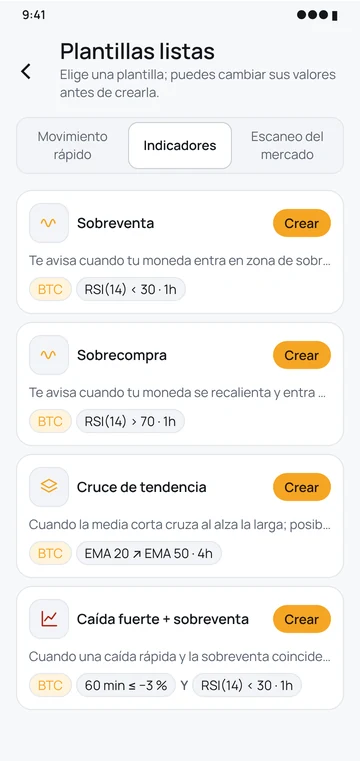 9:41
Plantillas listas
Elige una plantilla; puedes cambiar sus valores
antes de crearla.
Movimiento
rápido
Indicadores
Escaneo del
mercado
Sobreventa
Crear
Te avisa cuando tu moneda entra en zona de sobr...
BTC RSI(14) < 30 · 1h
Sobrecompra
Crear
Te avisa cuando tu moneda se recalienta y entra ...
BTC RSI(14) > 70 · 1h
Cruce de tendencia
Crear
Cuando la media corta cruza al alza la larga; posib...
BTC EMA 20 ↗ EMA 50 · 4h
Caída fuerte + sobreventa
Crear
Cuando una caída rápida y la sobreventa coincide...
BTC 60 min ≤ −3 % Y RSI(14) < 30 · 1h